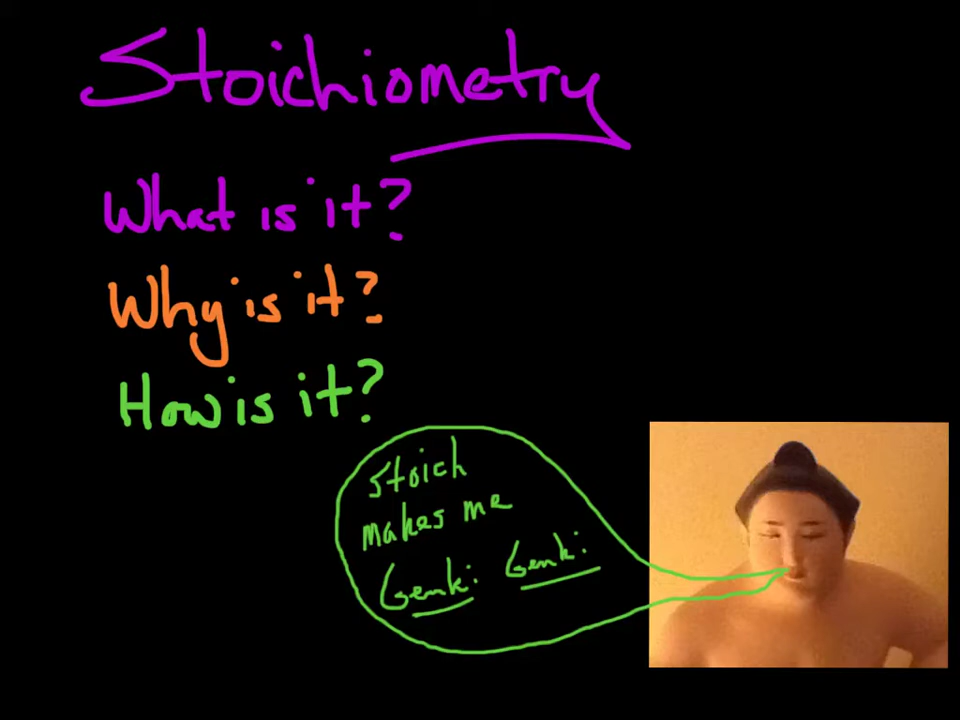 Stoichiometry
What is it?
Why is it?
How is it?
Stoich
makes me
Genki Genki